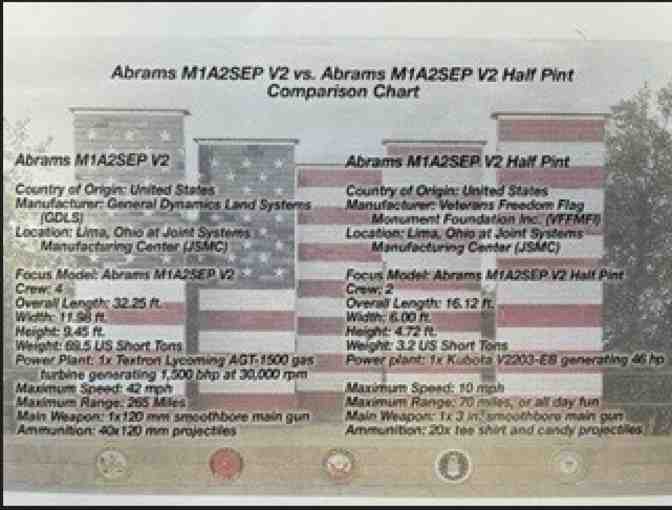 Abrams M1A2SEP V2 vs. Abrams M1A2SEP V2 Half Pint
Comparison Chart
Abrams M1A2SEP V2
Country of Origin: United States
Manufacturer: General Dynamics Land Systems
(GDLS)
Location: Lima, Ohio at Joint Systems
Manufacturing Center (JSMC)
Focus Model: Abrams M1A2SEP V2
Crew: 4
Overall Length: 32.25 ft.
Width: 11.98 ft.
Height: 9.45 ft.
Weight: 69.5 US Short Tons
Power Plant: 1x Textron Lycoming AGT-1500 gas
turbine generating 1,500 bhp at 30,000 rpm
Maximum Speed: 42 mph
Maximum Range: 265 Miles
Main Weapon: 1x120 mm smoothbore main gun
Ammunition: 40x120 mm projectiles
Abrams M1A2SEP V2 Half Pint
Country of Origin: United States
Manufacturer: Veterans Freedom Flag
Monument Foundation Inc. (VFFMFI)
Location: Lima, Ohio at Joint Systems
Manufacturing Center (JSMC)
Focus Model: Abrams M1A2SEP V2 Half Pint
Crew: 2
Overall Length: 16.12 ft.
Width: 6.00 ft.
Height: 4.72 ft.
Weight: 3.2 US Short Tons
Power plant: 1x Kubota V2203-EB generating 46 hp
Maximum Speed: 10 mph
Maximum Range: 70 miles, or all day fun
Main Weapon: 1x 3 in. smoothbore main gun
Ammunition: 20x tee shirt and candy projectiles